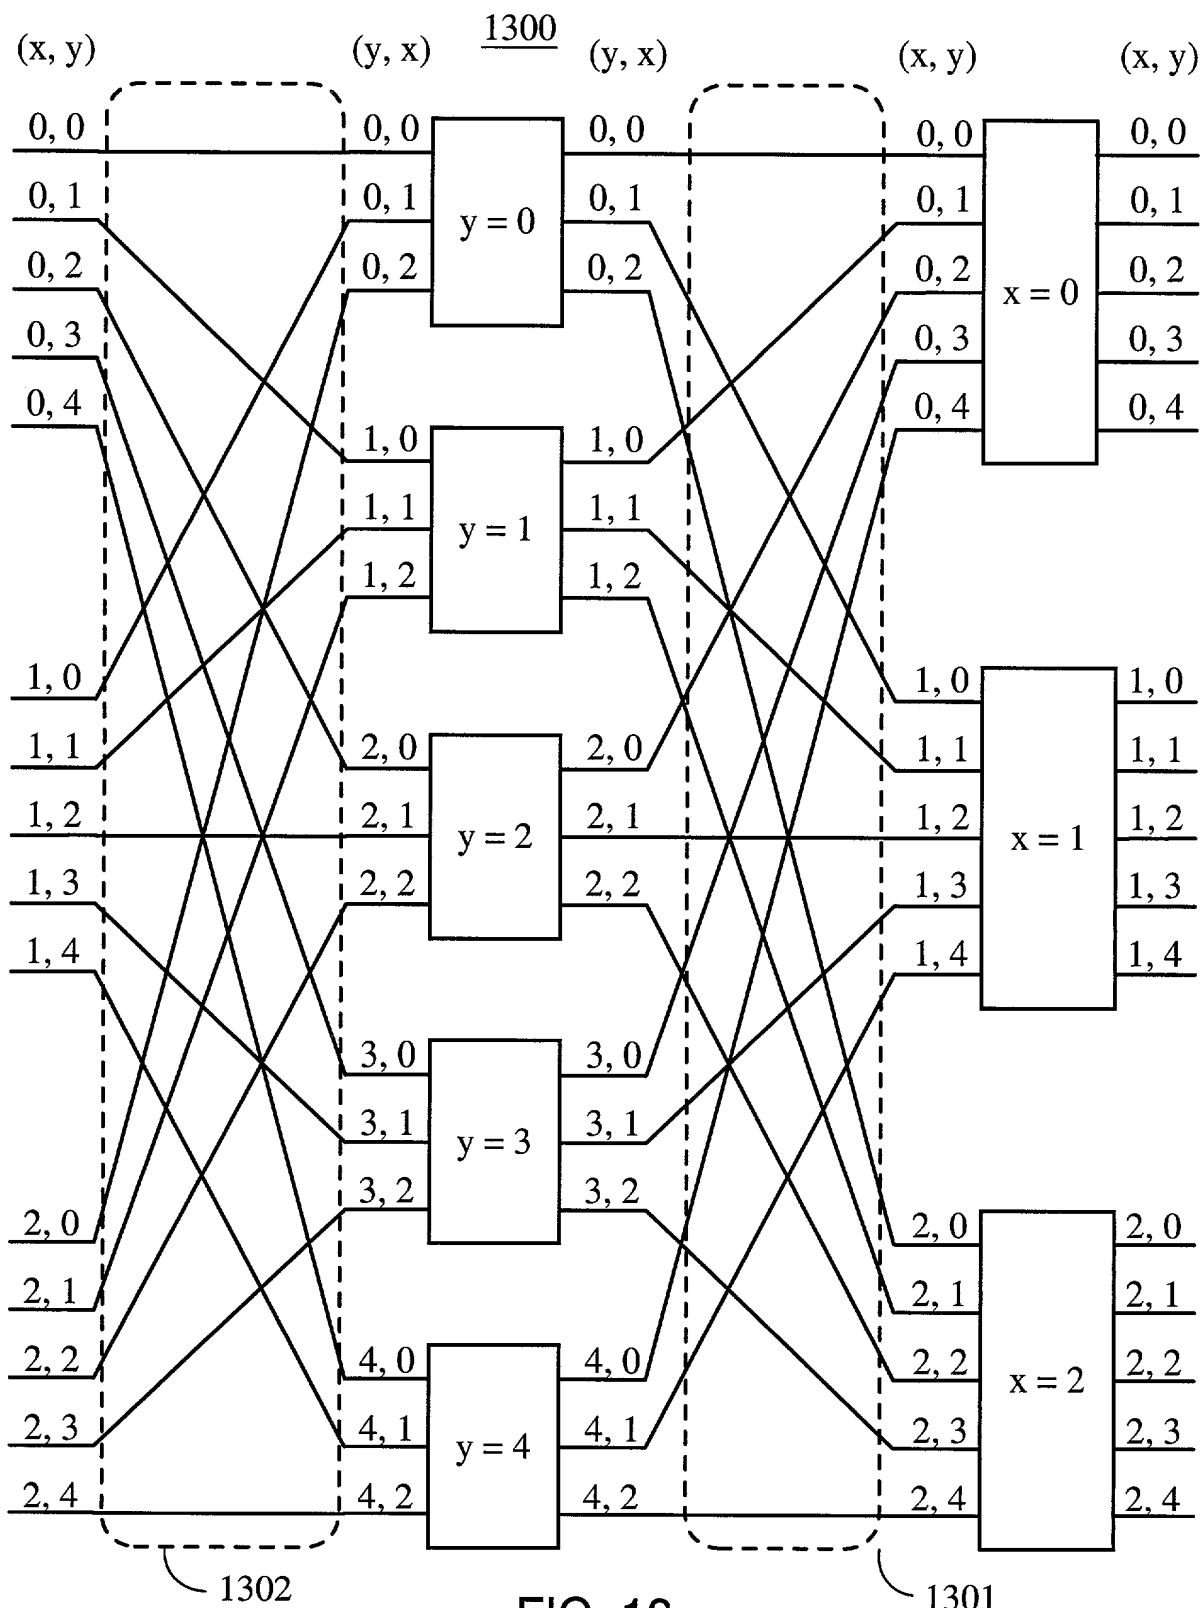 1300
(x, y) (y, x) (y, x) (x, y) (x, y)
0, 0 0, 0 0, 0 0, 0 0, 0
0, 1 0, 1 y = 0 0, 1 0, 1 0, 1
0, 2 0, 2 0, 2 0, 2 x = 0 0, 2
0, 3 0, 3 0, 3
0, 4 0, 4 0, 4
1, 0 1, 0
1, 1 y = 1 1, 1
1, 2 1, 2
1, 0 1, 0 1, 0
1, 1 2, 0 2, 0 1, 1 1, 1
1, 2 2, 1 y = 2 2, 1 1, 2 x = 1 1, 2
1, 3 2, 2 2, 2 1, 3 1, 3
1, 4 1, 4 1, 4
3, 0 3, 0
3, 1 y = 3 3, 1
3, 2 3, 2
2, 0 2, 0 2, 0
2, 1 2, 1 2, 1
2, 2 4, 0 4, 0 2, 2 x = 2 2, 2
2, 3 4, 1 y = 4 4, 1 2, 3 2, 3
2, 4 4, 2 4, 2 2, 4 2, 4
1302 FIG. 1301